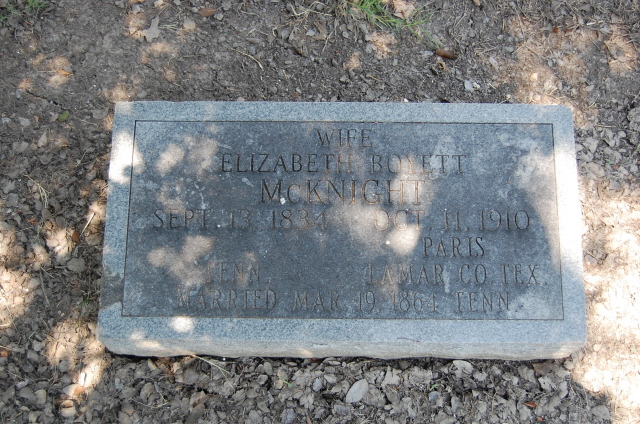 WIFE
ELIZABETH BOYETT
McKNIGHT
SEPT. 13, 1834 OCT. 11, 1910
PARIS
TENN. LAMAR CO. TEX.
MARRIED MAR. 19, 1864 TENN.